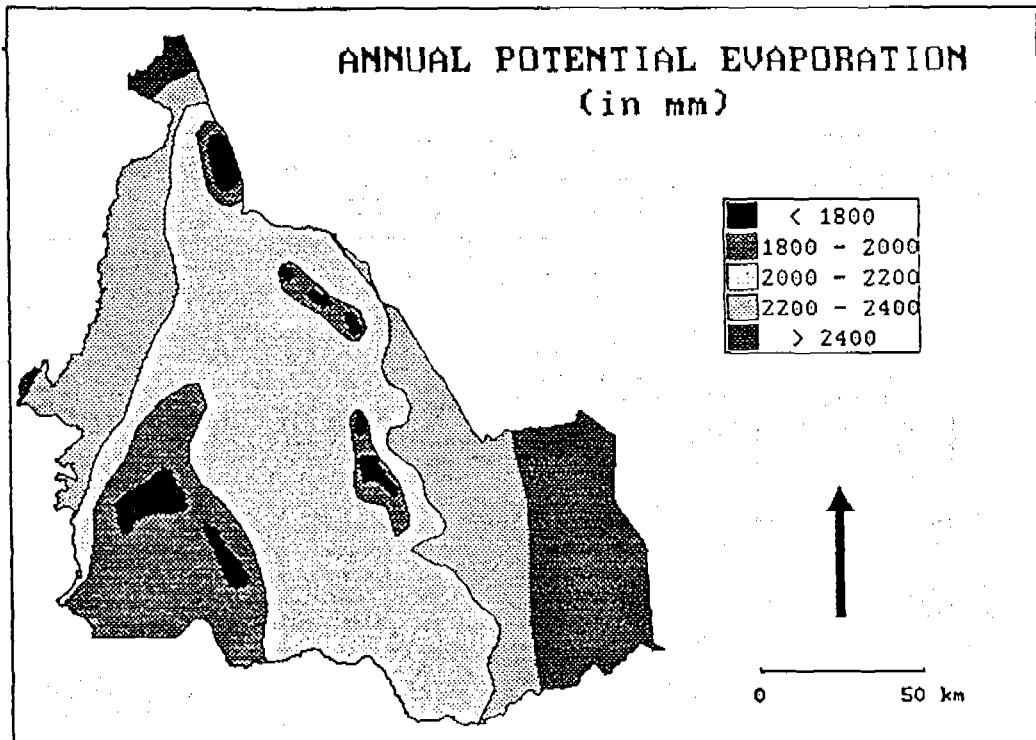 ANNUAL POTENTIAL EVAPORATION
(in mm)
< 1800
1800 - 2000
2000 - 2200
2200 - 2400
> 2400
0 50 km